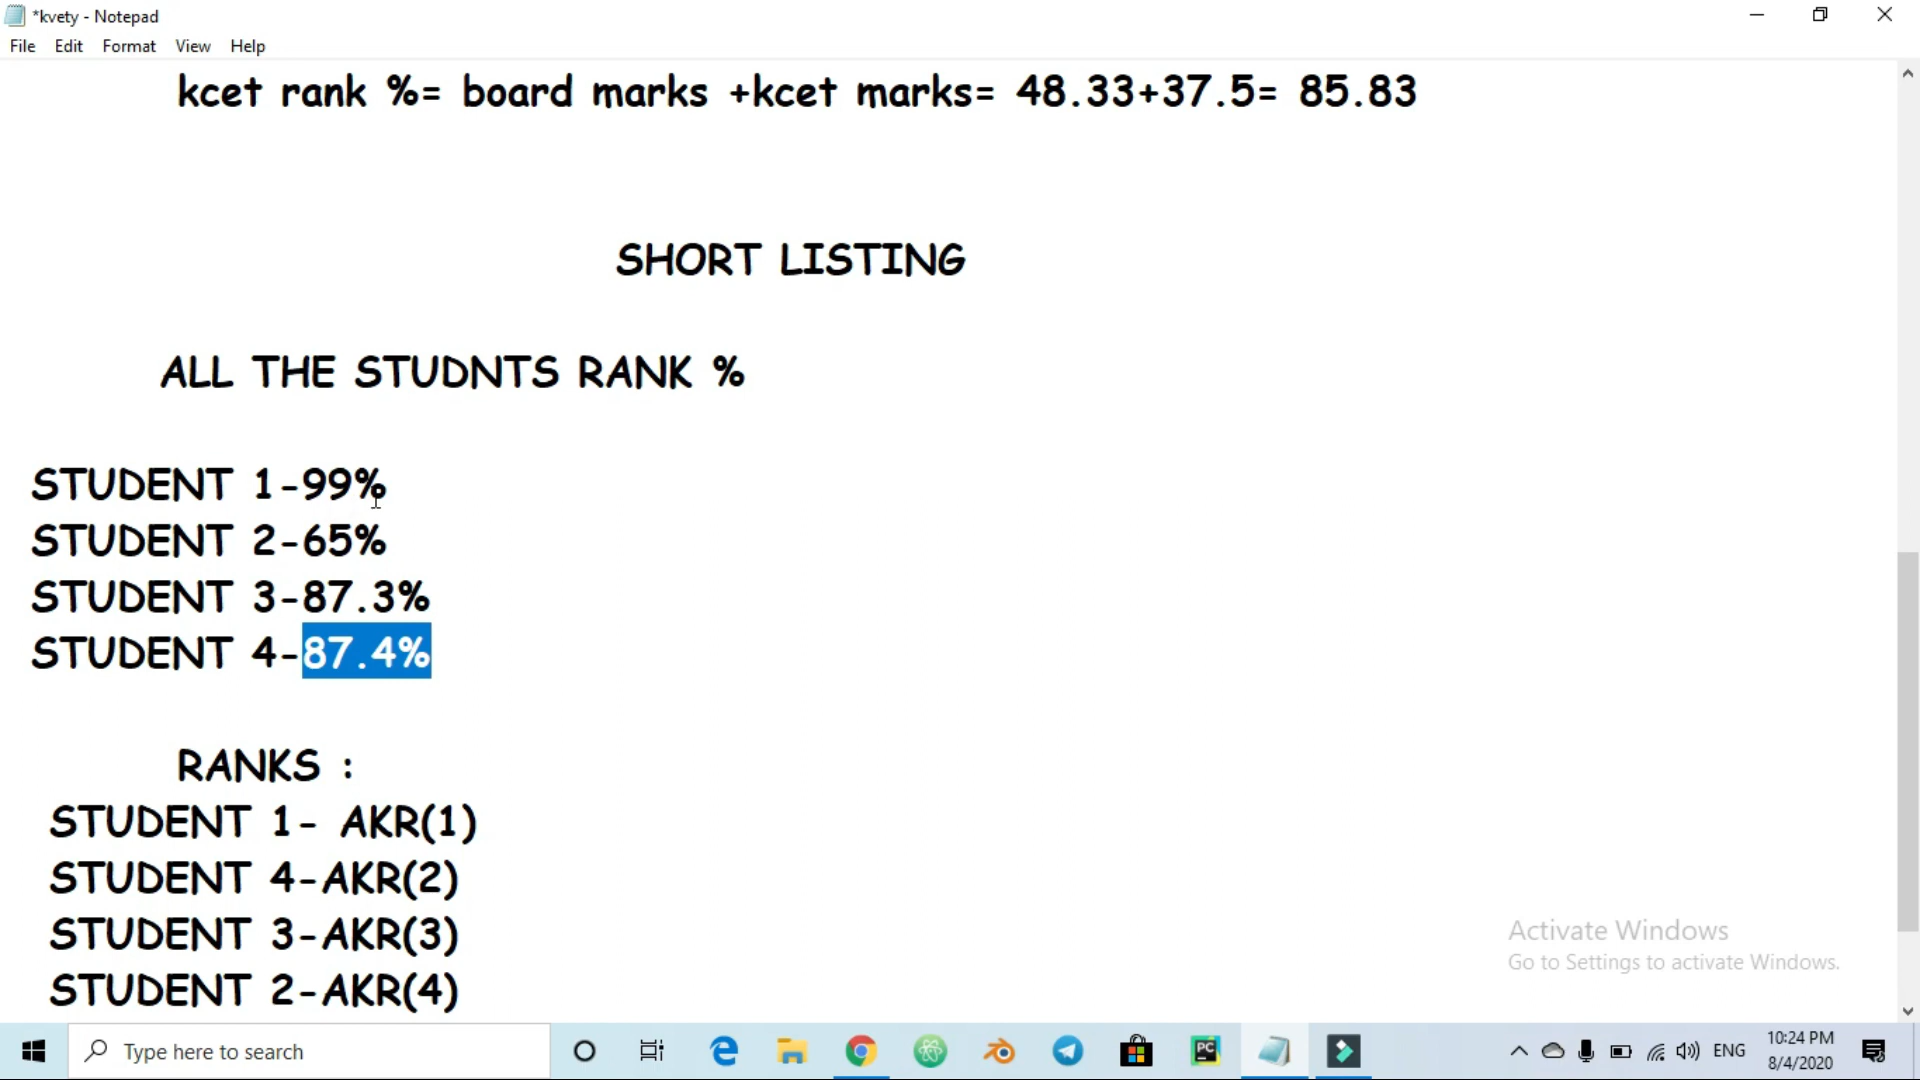 *kvety - Notepad
File Edit Format View Help
kcet rank %= board marks +kcet marks= 48.33+37.5= 85.83
SHORT LISTING
ALL THE STUDNTS RANK %
STUDENT 1-99%
STUDENT 2-65%
STUDENT 3-87.3%
STUDENT 4-87.4%
RANKS :
STUDENT 1- AKR(1)
STUDENT 4-AKR(2)
STUDENT 3-AKR(3)
STUDENT 2-AKR(4)
Activate Windows
Go to Settings to activate Windows.
Type here to search
PC
ENG
10:24 PM
8/4/2020